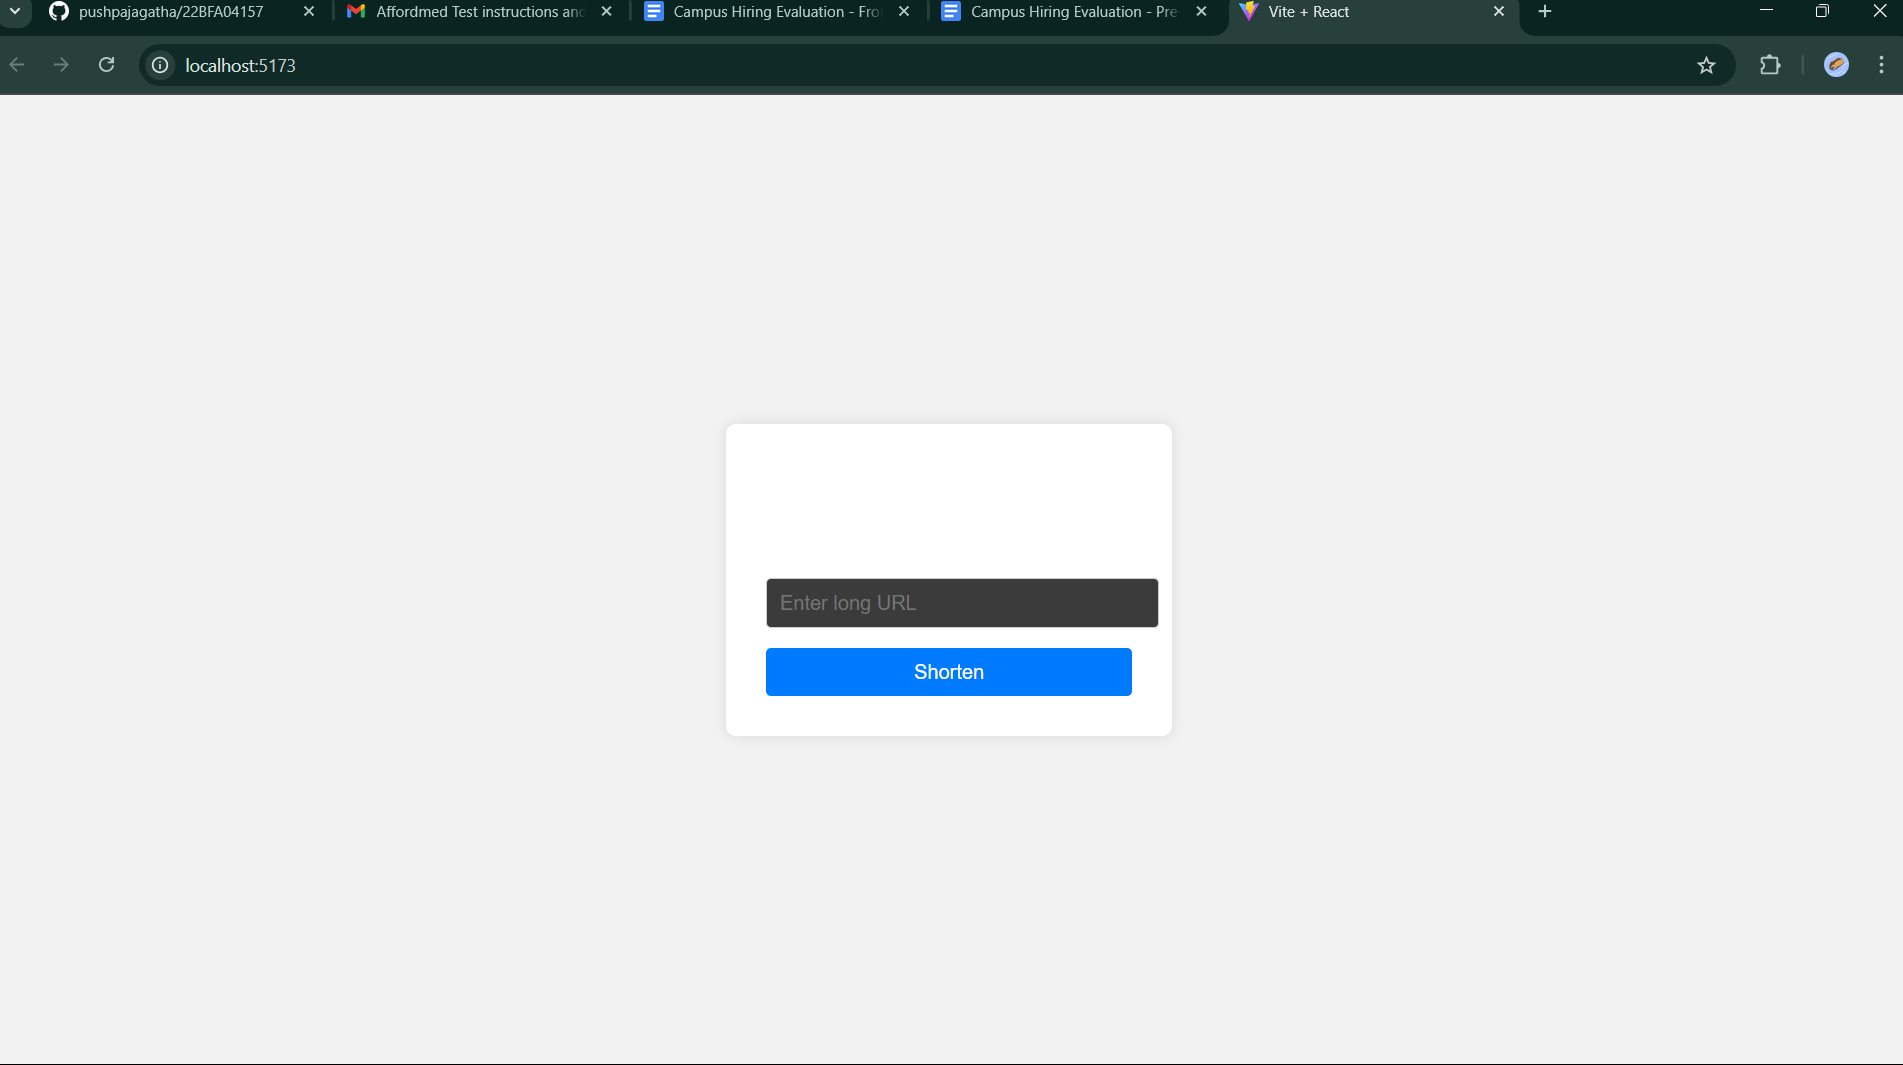 pushpajagatha/22BFA04157
Affordmed Test instructions and
Campus Hiring Evaluation - Fro
Campus Hiring Evaluation - Pre
Vite + React
localhost:5173
Enter long URL
Shorten